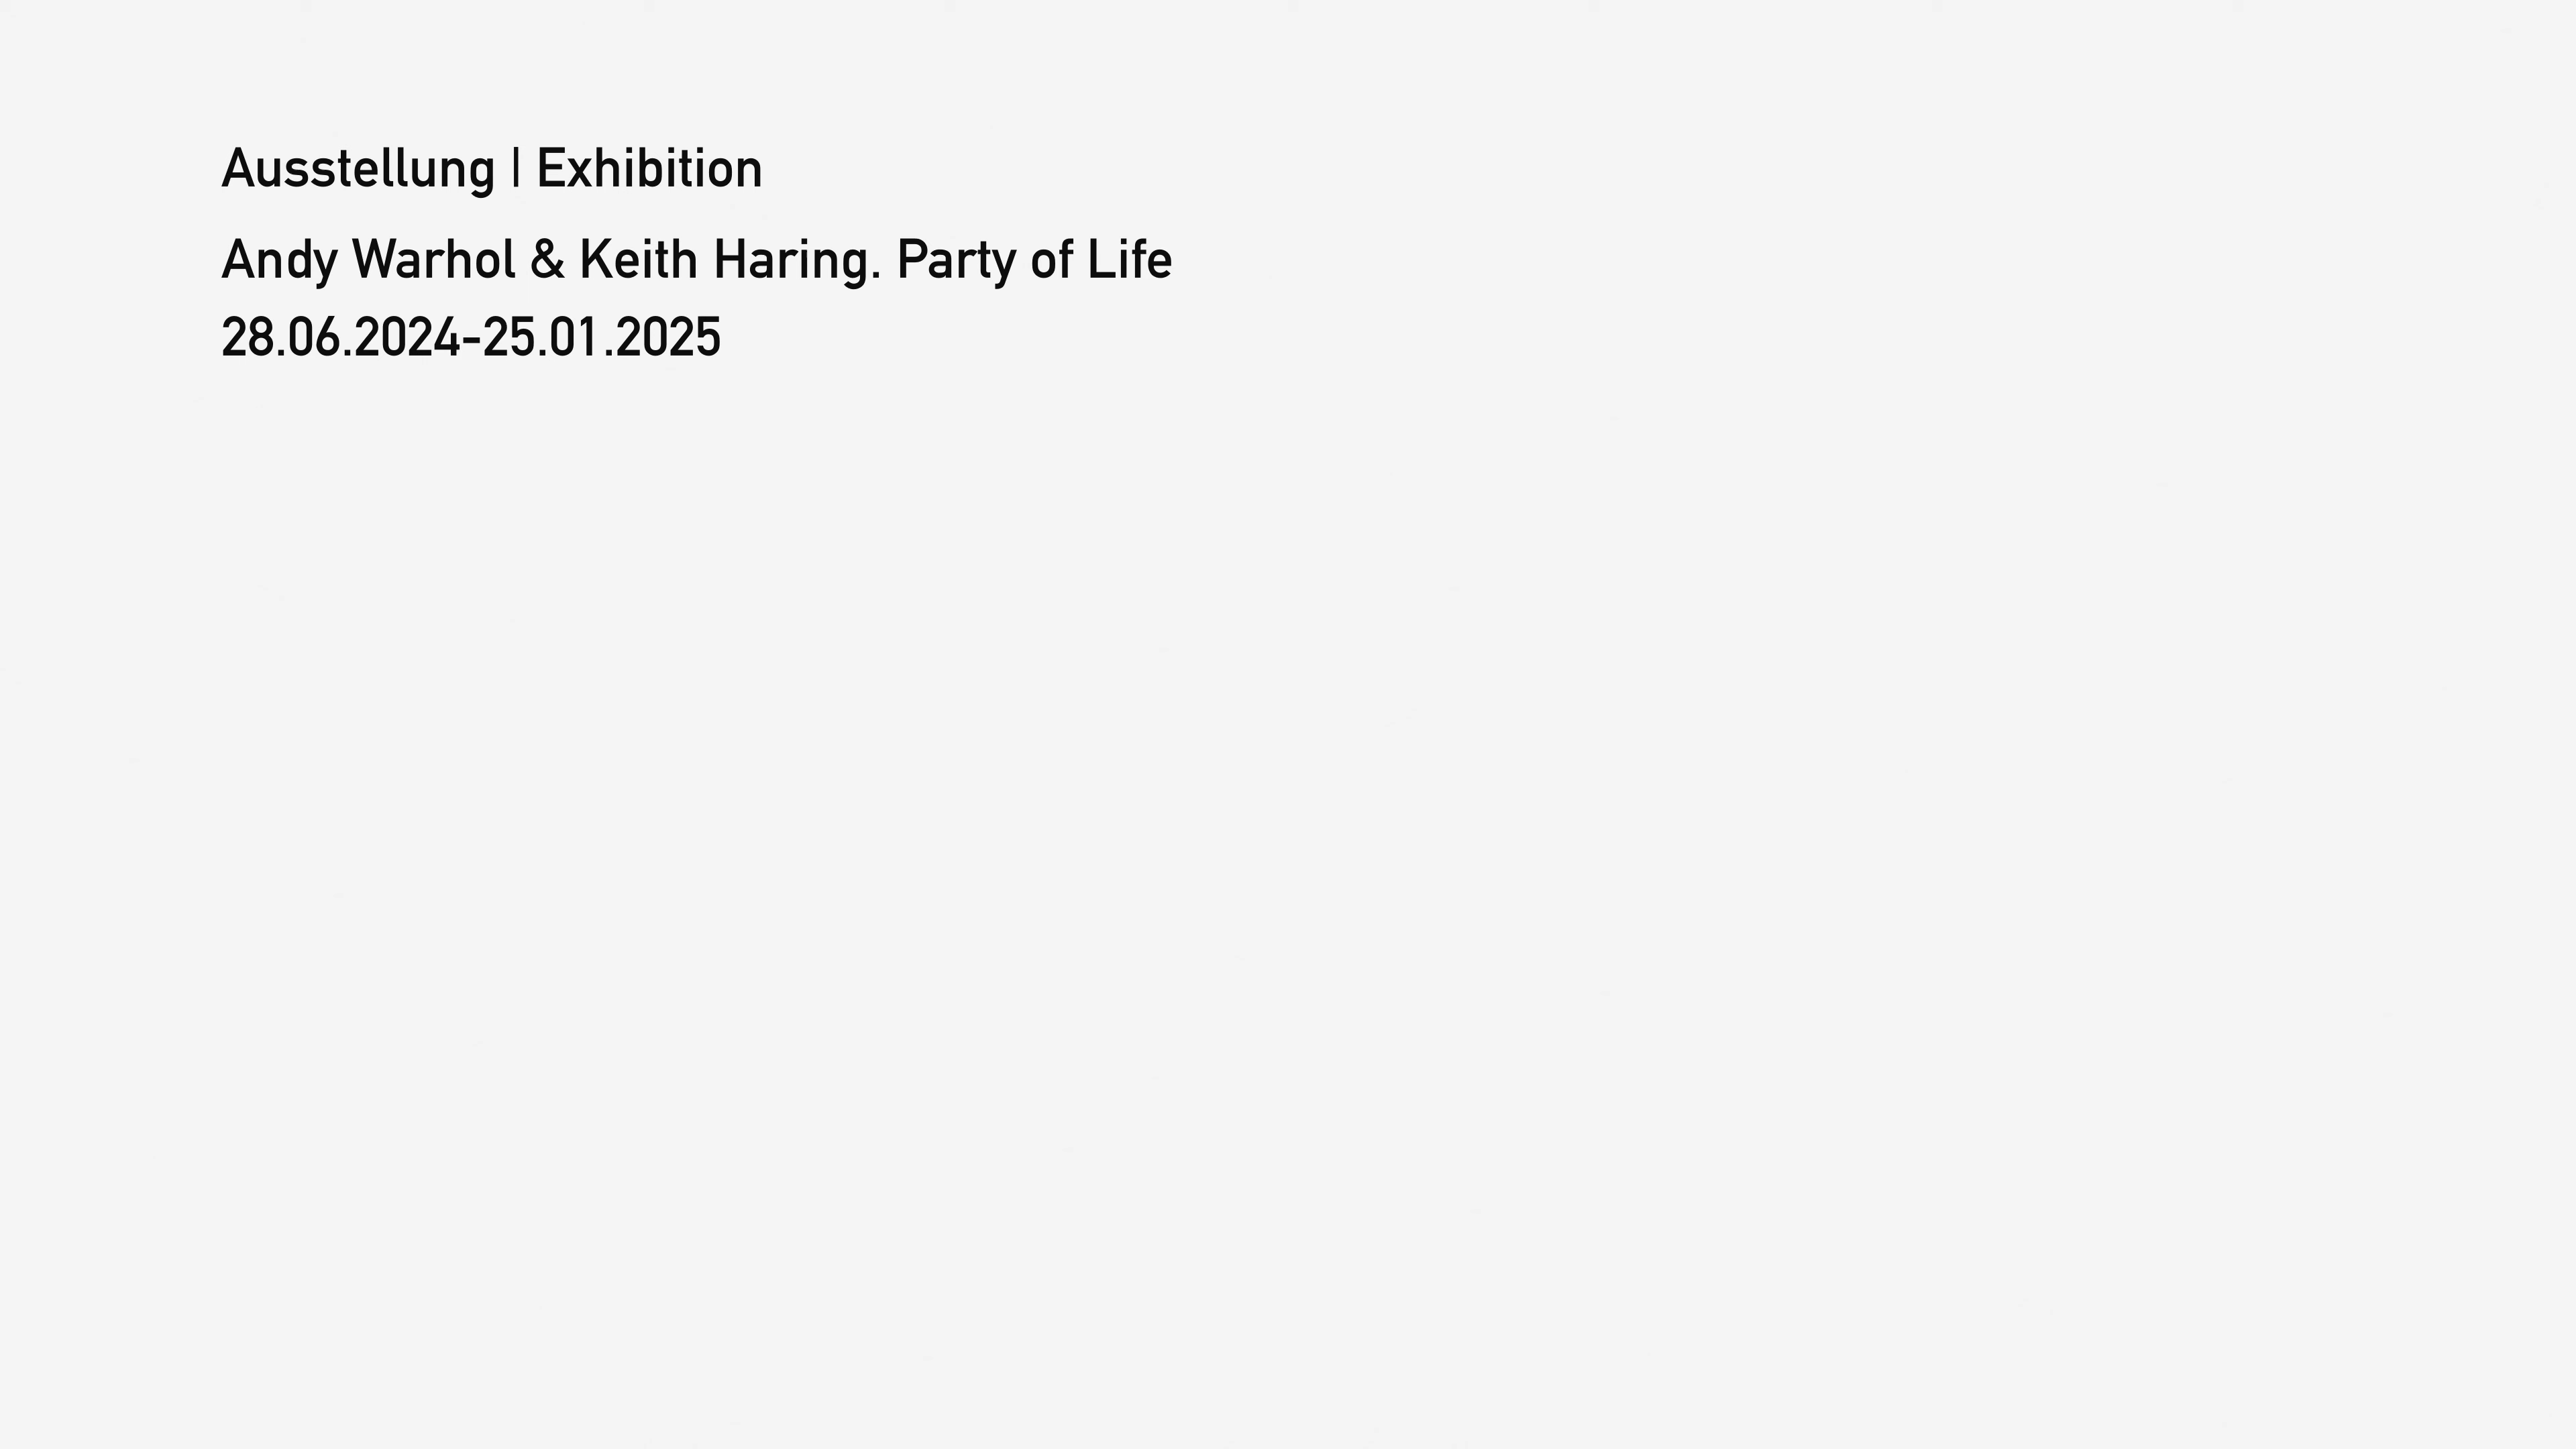 Ausstellung | Exhibition
Andy Warhol & Keith Haring. Party of Life
28.06.2024-25.01.2025